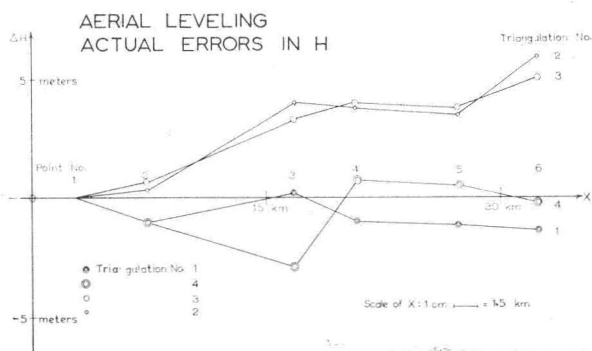 AERIAL LEVELING
ACTUAL ERRORS IN H
ΔH
Triangulation No.
2
3
5 meters
Point No.
1 2 3 4 5 6
15 km
30 km
X
4
1
Triangulation No 1
4
3
2
Scale of X: 1 cm = 1.5 km
-5 meters